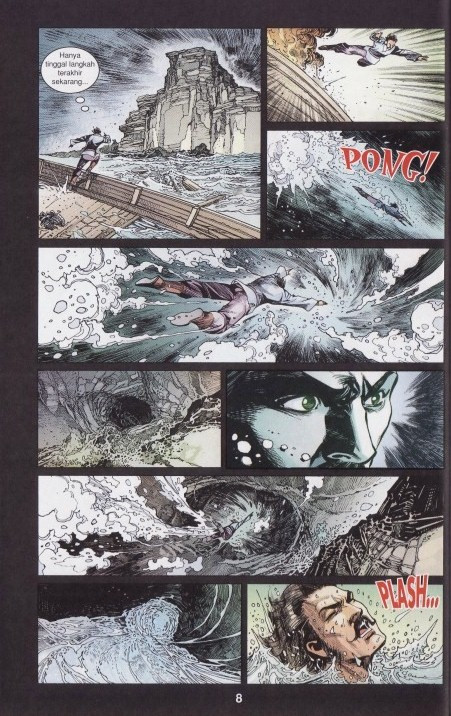 Hanya
tinggal langkah
terakhir
sekarang...
PONG!
PLASH...
8